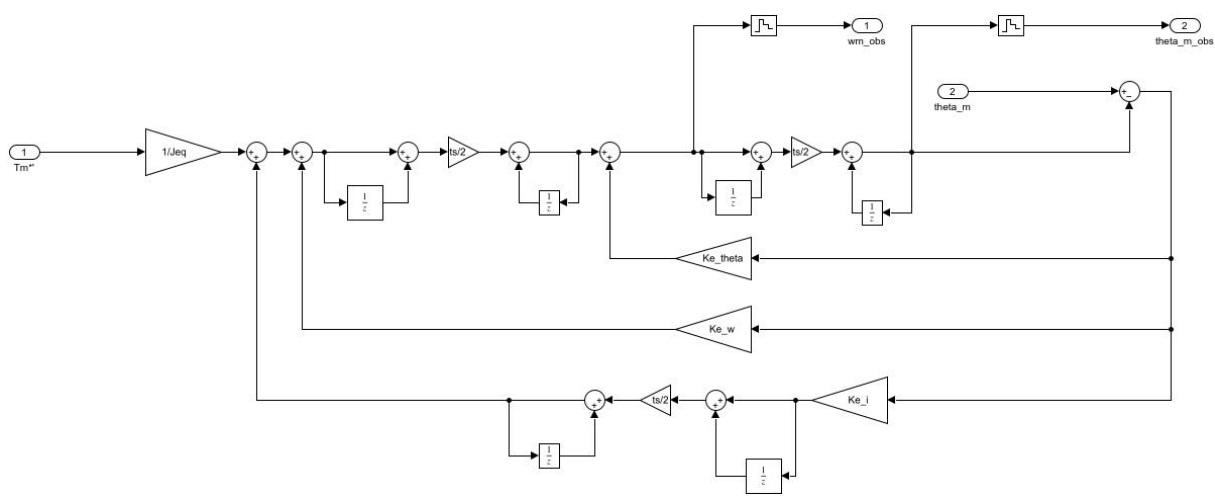 1
wm_obs
2
theta_m_obs
2
theta_m
+
−
1
Tm*'
1/Jeq
+
+
+
+
+
+
ts/2
+
+
+
+
+
+
ts/2
+
+
1
z
1
z
1
z
1
z
Ke_theta
Ke_w
Ke_i
+
+
ts/2
+
+
1
z
1
z